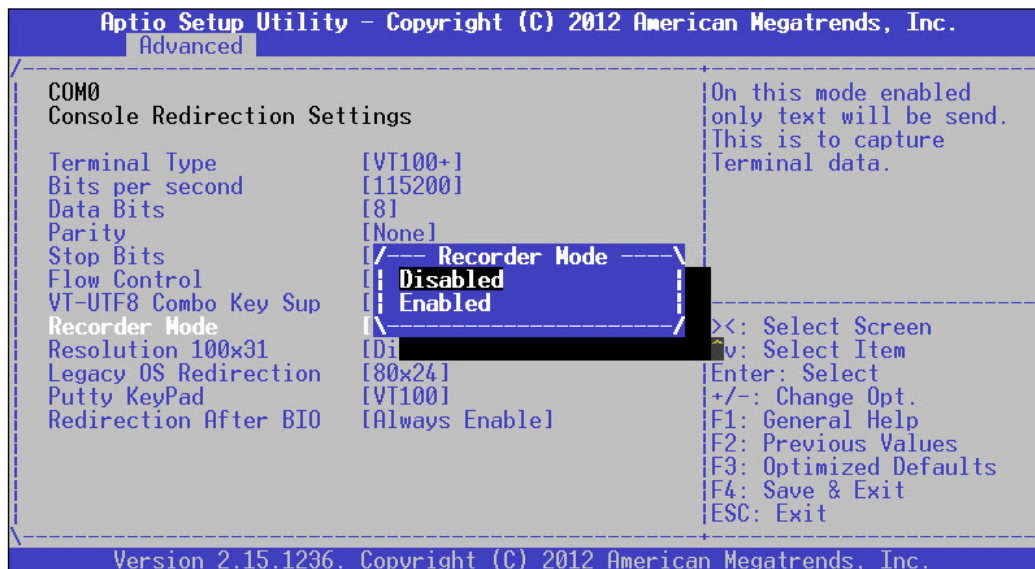 Aptio Setup Utility – Copyright (C) 2012 American Megatrends, Inc.
Advanced
COM0
Console Redirection Settings
Terminal Type [VT100+]
Bits per second [115200]
Data Bits [8]
Parity [None]
Stop Bits [
Flow Control [
VT-UTF8 Combo Key Sup [
Recorder Mode [
Resolution 100x31 [Di
Legacy OS Redirection [80x24]
Putty KeyPad [VT100]
Redirection After BIO [Always Enable]
/--- Recorder Mode ----\
Disabled
Enabled
On this mode enabled
only text will be send.
This is to capture
Terminal data.
><: Select Screen
^v: Select Item
Enter: Select
+/-: Change Opt.
F1: General Help
F2: Previous Values
F3: Optimized Defaults
F4: Save & Exit
ESC: Exit
Version 2.15.1236. Copyright (C) 2012 American Megatrends, Inc.